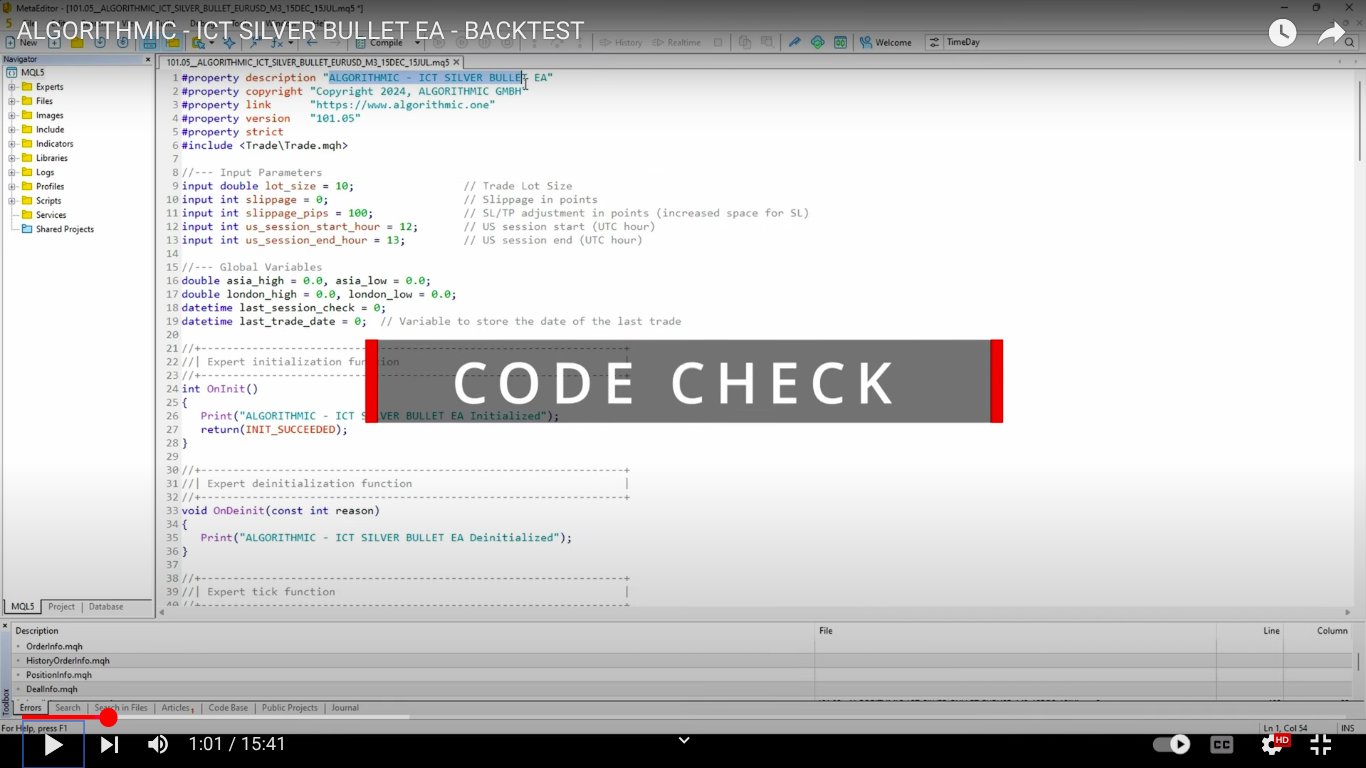 MetaEditor - [101.05__ALGORITHMIC_ICT_SILVER_BULLET_EURUSD_M3_15DEC_15JUL.mq5 *]
ALGORITHMIC - ICT SILVER BULLET EA - BACKTEST
New
Compile
History
Realtime
Welcome
TimeDay
Navigator
101.05__ALGORITHMIC_ICT_SILVER_BULLET_EURUSD_M3_15DEC_15JUL.mq5
MQL5
Experts
Files
Images
Include
Indicators
Libraries
Logs
Profiles
Scripts
Services
Shared Projects
1 #property description "ALGORITHMIC - ICT SILVER BULLET EA"
2 #property copyright "Copyright 2024, ALGORITHMIC GMBH"
3 #property link "https://www.algorithmic.one"
4 #property version "101.05"
5 #property strict
6 #include <Trade\Trade.mqh>
7
8 //--- Input Parameters
9 input double lot_size = 10; // Trade Lot Size
10 input int slippage = 0; // Slippage in points
11 input int slippage_pips = 100; // SL/TP adjustment in points (increased space for SL)
12 input int us_session_start_hour = 12; // US session start (UTC hour)
13 input int us_session_end_hour = 13; // US session end (UTC hour)
14
15 //--- Global Variables
16 double asia_high = 0.0, asia_low = 0.0;
17 double london_high = 0.0, london_low = 0.0;
18 datetime last_session_check = 0;
19 datetime last_trade_date = 0; // Variable to store the date of the last trade
20
21 //+------------------------------------------------------------------+
22 //| Expert initialization function
23 //+------------------------------------------------------------------+
24 int OnInit()
25 {
26 Print("ALGORITHMIC - ICT SILVER BULLET EA Initialized");
27 return(INIT_SUCCEEDED);
28 }
29
30 //+------------------------------------------------------------------+
31 //| Expert deinitialization function |
32 //+------------------------------------------------------------------+
33 void OnDeinit(const int reason)
34 {
35 Print("ALGORITHMIC - ICT SILVER BULLET EA Deinitialized");
36 }
37
38 //+------------------------------------------------------------------+
39 //| Expert tick function |
40 //+------------------------------------------------------------------+
CODE CHECK
MQL5 | Project | Database
Description File Line Column
OrderInfo.mqh
HistoryOrderInfo.mqh
PositionInfo.mqh
DealInfo.mqh
Toolbox
Errors | Search | Search in Files | Articles 1 | Code Base | Public Projects | Journal
For Help, press F1 Ln 1, Col 54 INS
1:01 / 15:41
CC
HD